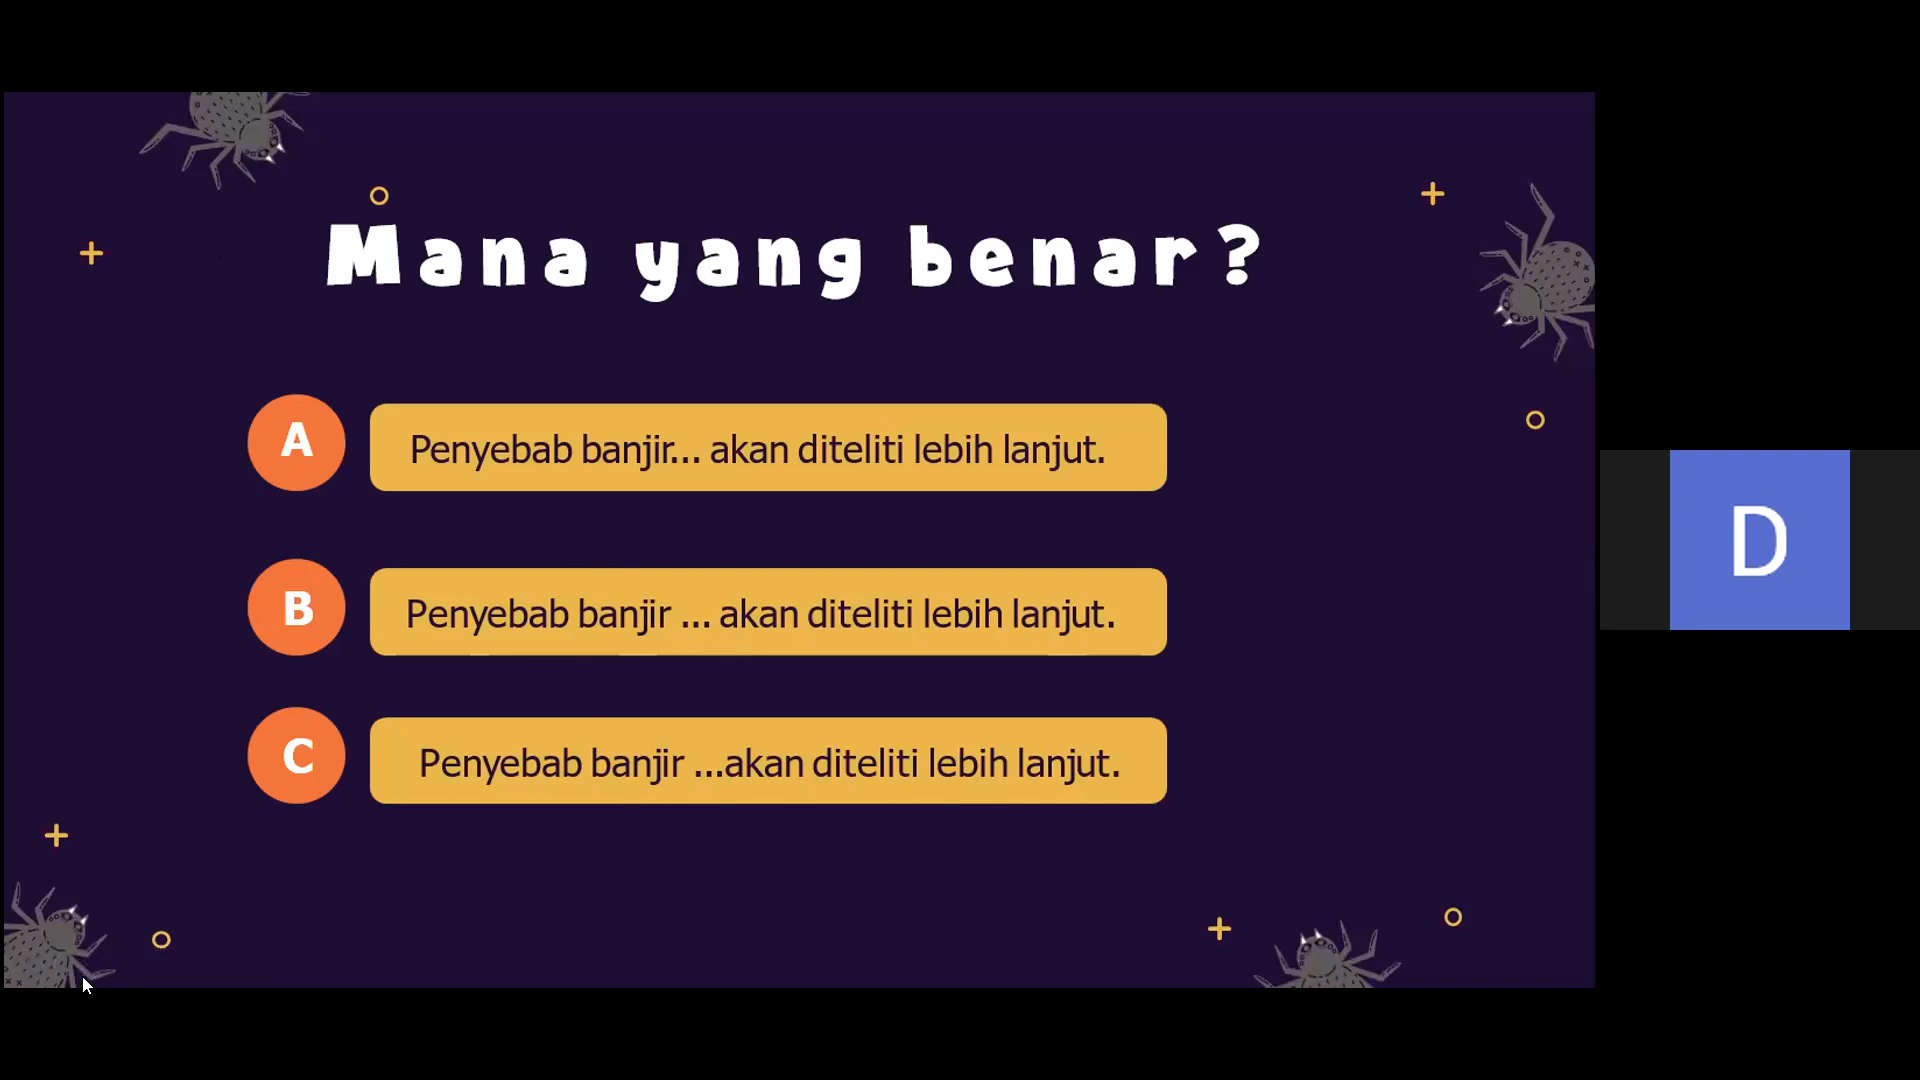 Mana yang benar?
A
Penyebab banjir... akan diteliti lebih lanjut.
B
Penyebab banjir ... akan diteliti lebih lanjut.
C
Penyebab banjir ...akan diteliti lebih lanjut.
D